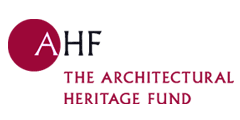 AHF
THE ARCHITECTURAL
HERITAGE FUND